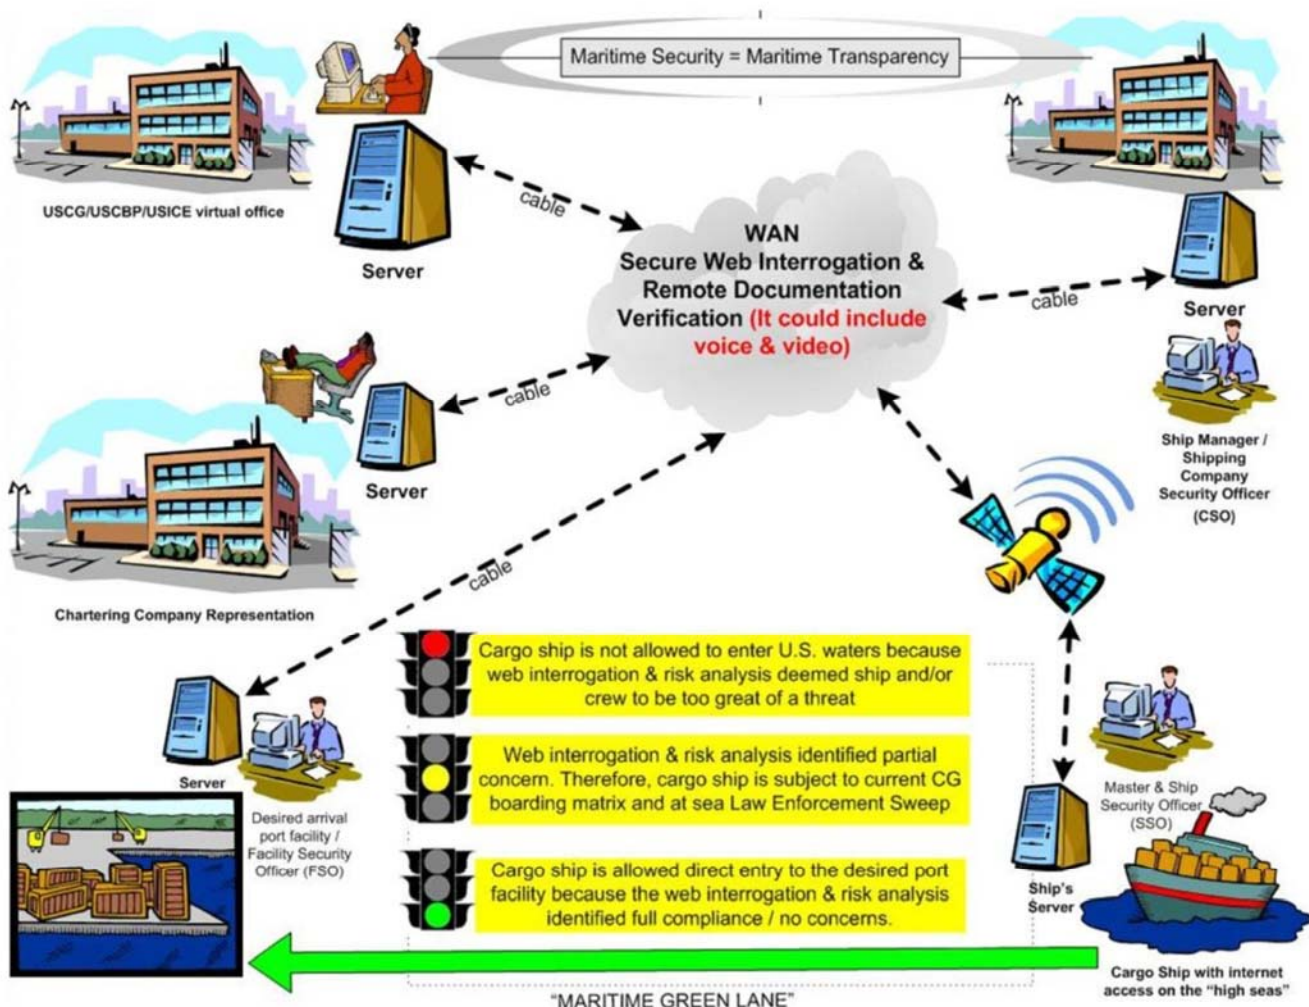 Maritime Security = Maritime Transparency
USCG/USCBP/USICE virtual office
Server
cable
WAN
Secure Web Interrogation &
Remote Documentation
Verification (It could include
voice & video)
cable
Server
Ship Manager /
Shipping
Company
Security Officer
(CSO)
cable
Server
Chartering Company Representation
cable
Server
Desired arrival
port facility /
Facility Security
Officer (FSO)
Cargo ship is not allowed to enter U.S. waters because
web interrogation & risk analysis deemed ship and/or
crew to be too great of a threat
Web interrogation & risk analysis identified partial
concern. Therefore, cargo ship is subject to current CG
boarding matrix and at sea Law Enforcement Sweep
Cargo ship is allowed direct entry to the desired port
facility because the web interrogation & risk analysis
identified full compliance / no concerns.
Master & Ship
Security Officer
(SSO)
Ship's
Server
Cargo Ship with internet
access on the "high seas"
"MARITIME GREEN LANE"